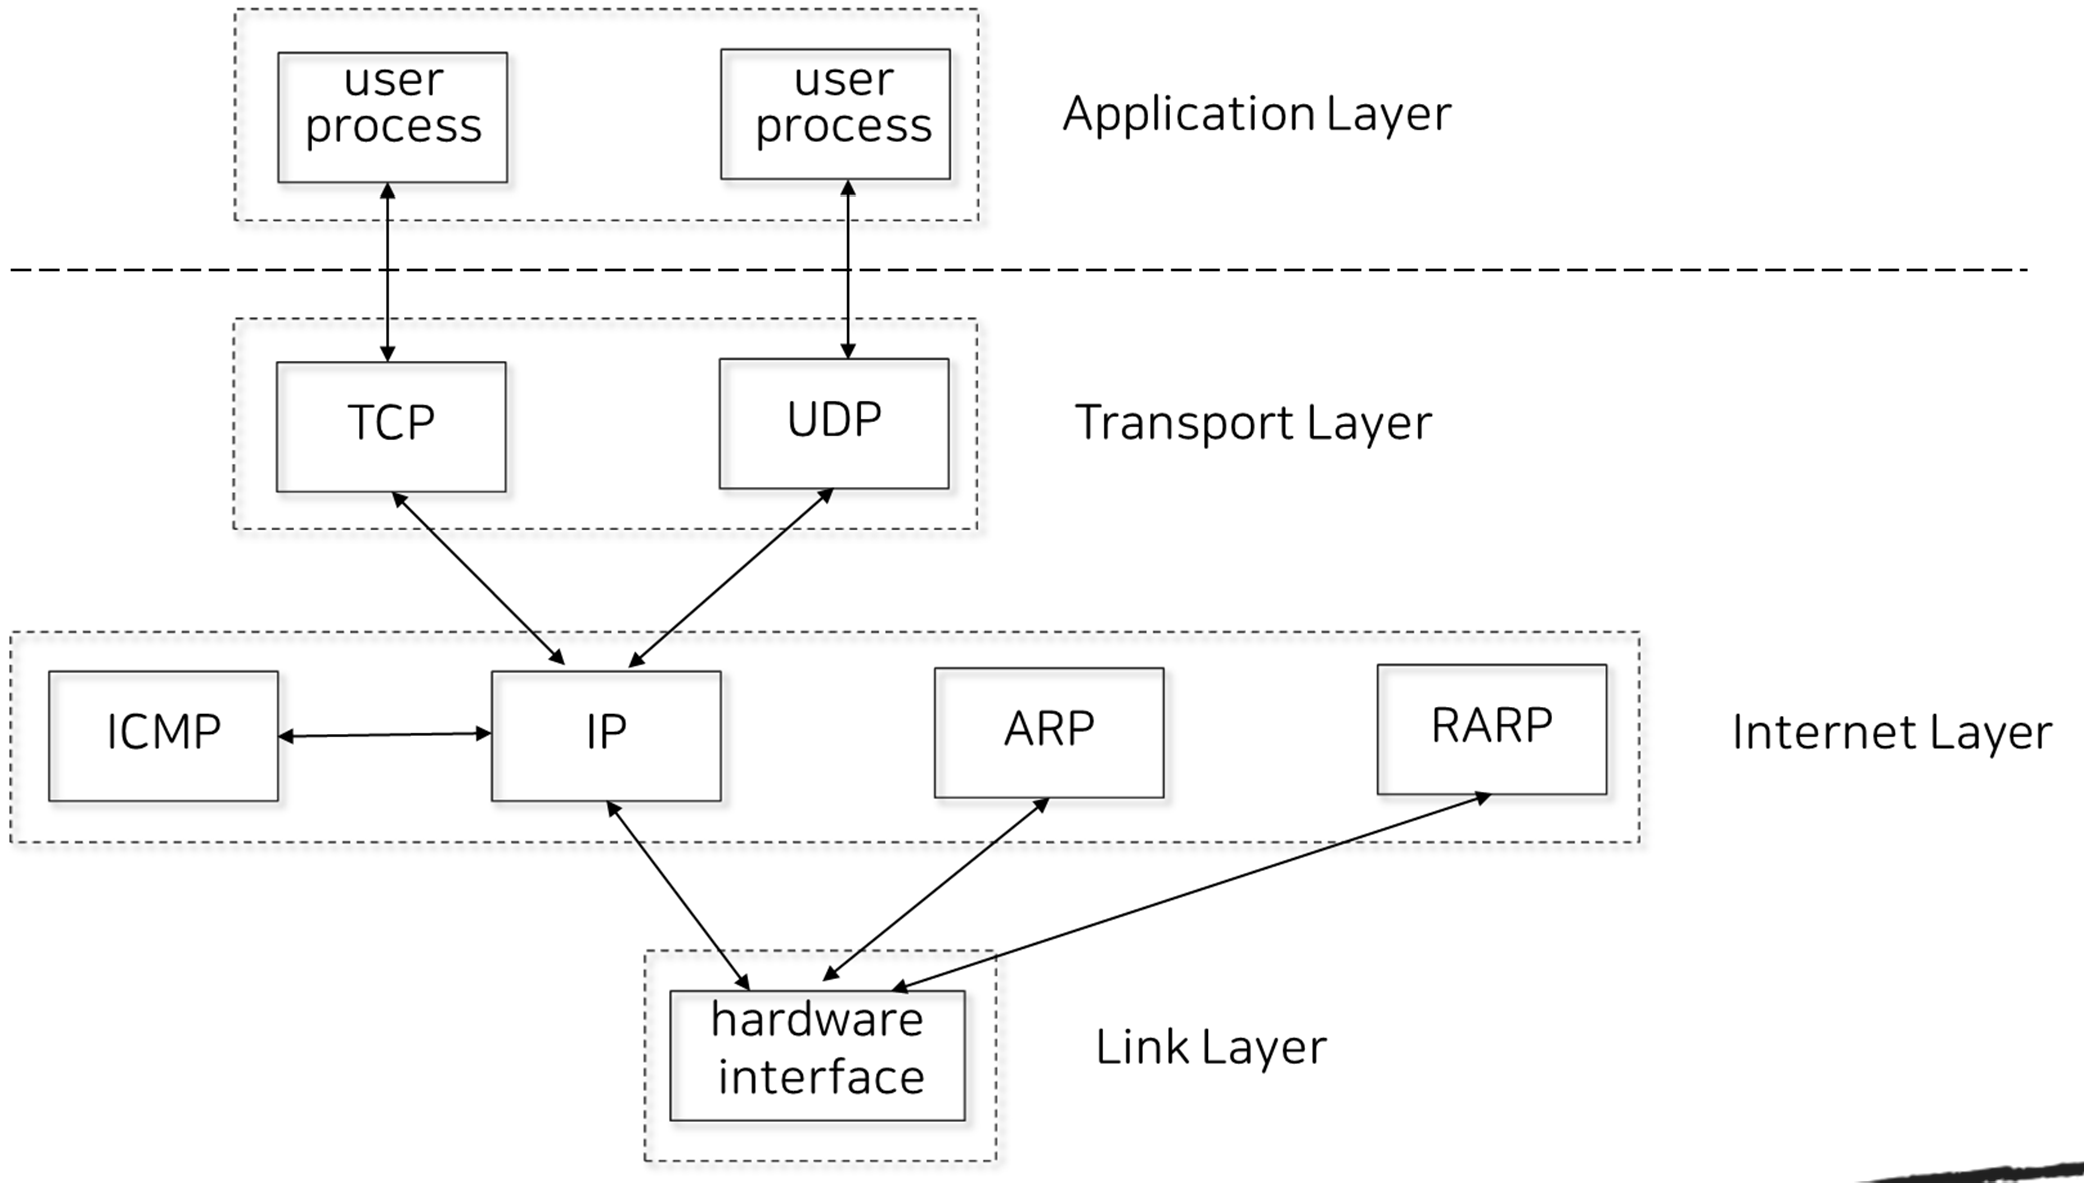 user
process
user
process
Application Layer
TCP
UDP
Transport Layer
ICMP
IP
ARP
RARP
Internet Layer
hardware
interface
Link Layer